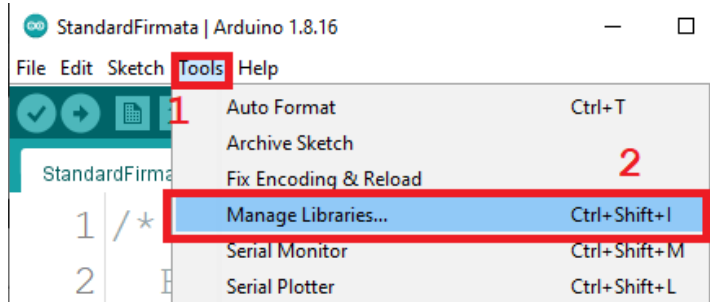 StandardFirmata | Arduino 1.8.16
File Edit Sketch Tools Help
1
Auto Format Ctrl+T
Archive Sketch
2
StandardFirma
Fix Encoding & Reload
1 /*
Manage Libraries... Ctrl+Shift+I
Serial Monitor Ctrl+Shift+M
2
Serial Plotter Ctrl+Shift+L